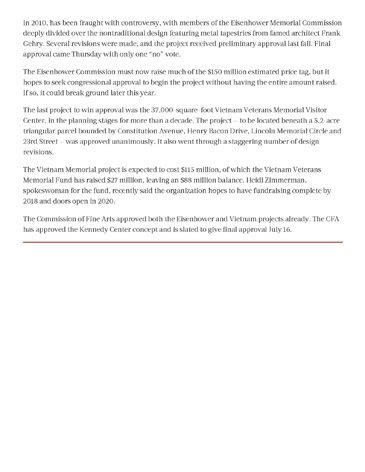 in 2010, has been fraught with controversy, with members of the Eisenhower Memorial Commission
deeply divided over the nontraditional design featuring metal tapestries from famed architect Frank
Gehry. Several revisions were made, and the project received preliminary approval last fall. Final
approval came Thursday with only one "no" vote.
The Eisenhower Commission must now raise much of the $150 million estimated price tag, but it
hopes to seek congressional approval to begin the project without having the entire amount raised.
If so, it could break ground later this year.
The last project to win approval was the 37,000-square-foot Vietnam Veterans Memorial Visitor
Center, in the planning stages for more than a decade. The project — to be located beneath a 5.2-acre
triangular parcel bounded by Constitution Avenue, Henry Bacon Drive, Lincoln Memorial Circle and
23rd Street — was approved unanimously. It also went through a staggering number of design
revisions.
The Vietnam Memorial project is expected to cost $115 million, of which the Vietnam Veterans
Memorial Fund has raised $27 million, leaving an $88 million balance. Heidi Zimmerman,
spokeswoman for the fund, recently said the organization hopes to have fundraising complete by
2018 and doors open in 2020.
The Commission of Fine Arts approved both the Eisenhower and Vietnam projects already. The CFA
has approved the Kennedy Center concept and is slated to give final approval July 16.